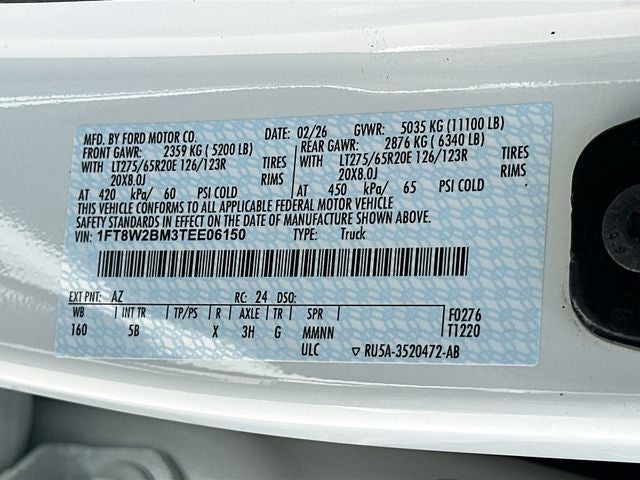 MFD. BY FORD MOTOR CO. DATE: 02/26 GVWR: 5035 KG (11100 LB)
FRONT GAWR: 2359 KG ( 5200 LB) REAR GAWR: 2876 KG ( 6340 LB)
WITH LT275/65R20E 126/123R TIRES WITH LT275/65R20E 126/123R TIRES
20X8.0J RIMS 20X8.0J RIMS
AT 420 kPa/ 60 PSI COLD AT 450 kPa/ 65 PSI COLD
THIS VEHICLE CONFORMS TO ALL APPLICABLE FEDERAL MOTOR VEHICLE
SAFETY STANDARDS IN EFFECT ON THE DATE OF MANUFACTURE SHOWN ABOVE.
VIN: 1FT8W2BM3TEE06150 TYPE: Truck
EXT PNT: AZ RC: 24 DSO:
WB INT TR TP/PS R AXLE TR SPR F0276
160 5B X 3H G MMNN T1220
ULC ▽ RU5A-3520472-AB